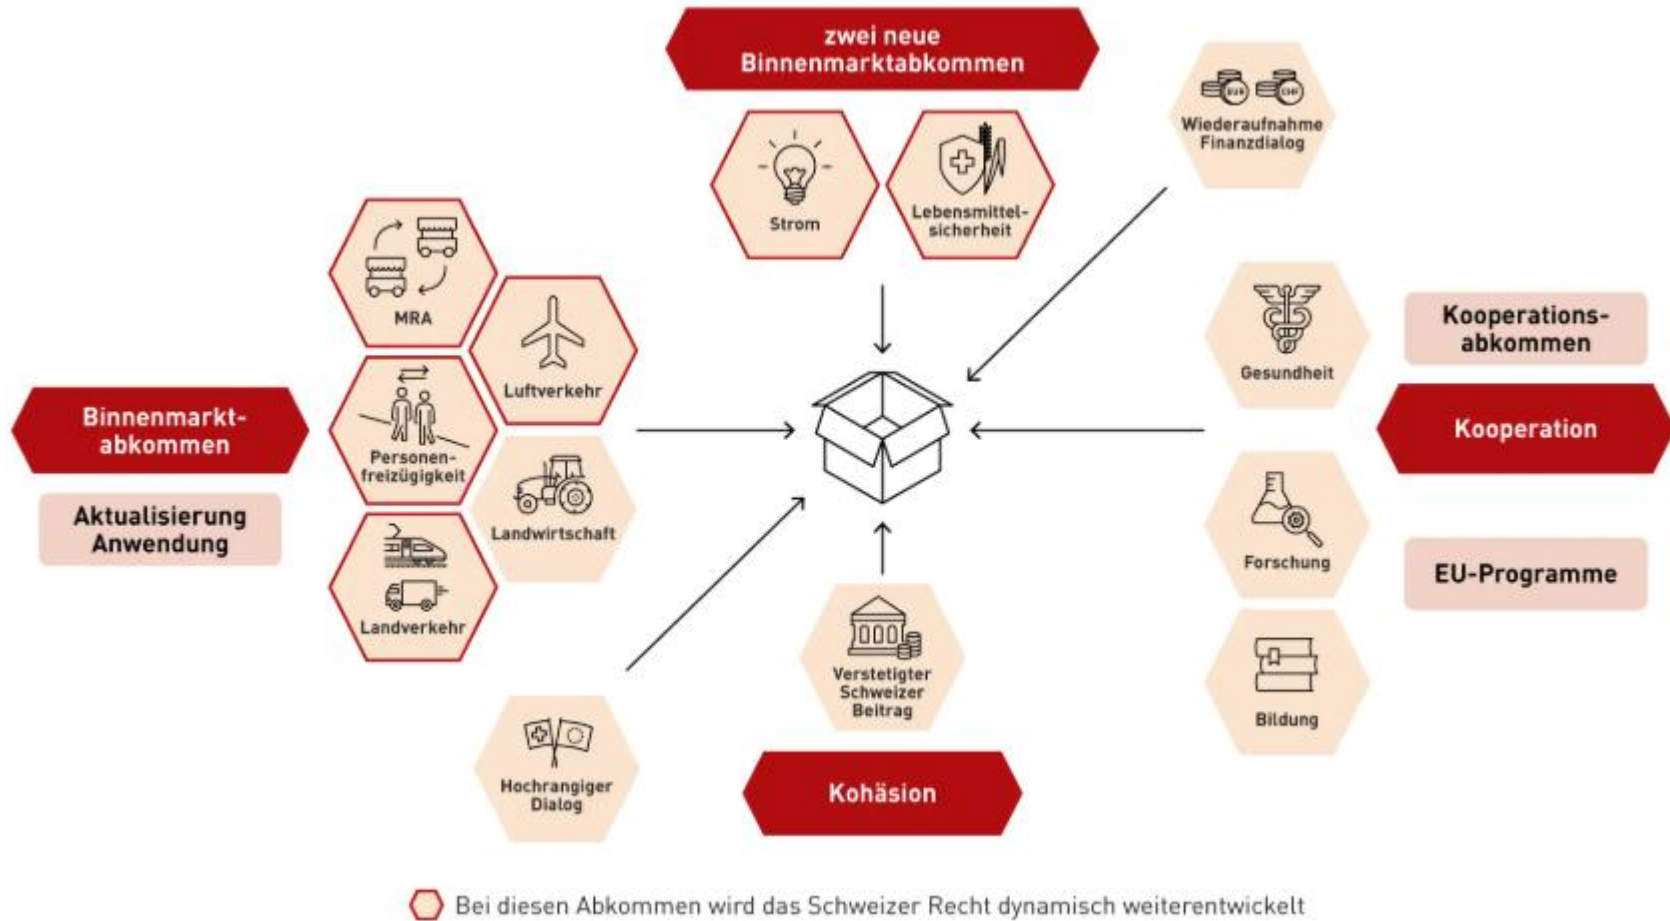 zwei neue
Binnenmarktabkommen
EUR CHF
Wiederaufnahme
Finanzdialog
Strom
Lebensmittel-
sicherheit
MRA
Luftverkehr
Personen-
freizügigkeit
Landwirtschaft
Landverkehr
Binnenmarkt-
abkommen
Aktualisierung
Anwendung
Gesundheit
Kooperations-
abkommen
Kooperation
Forschung
EU-Programme
Bildung
Verstetigter
Schweizer
Beitrag
Hochrangiger
Dialog
Kohäsion
Bei diesen Abkommen wird das Schweizer Recht dynamisch weiterentwickelt